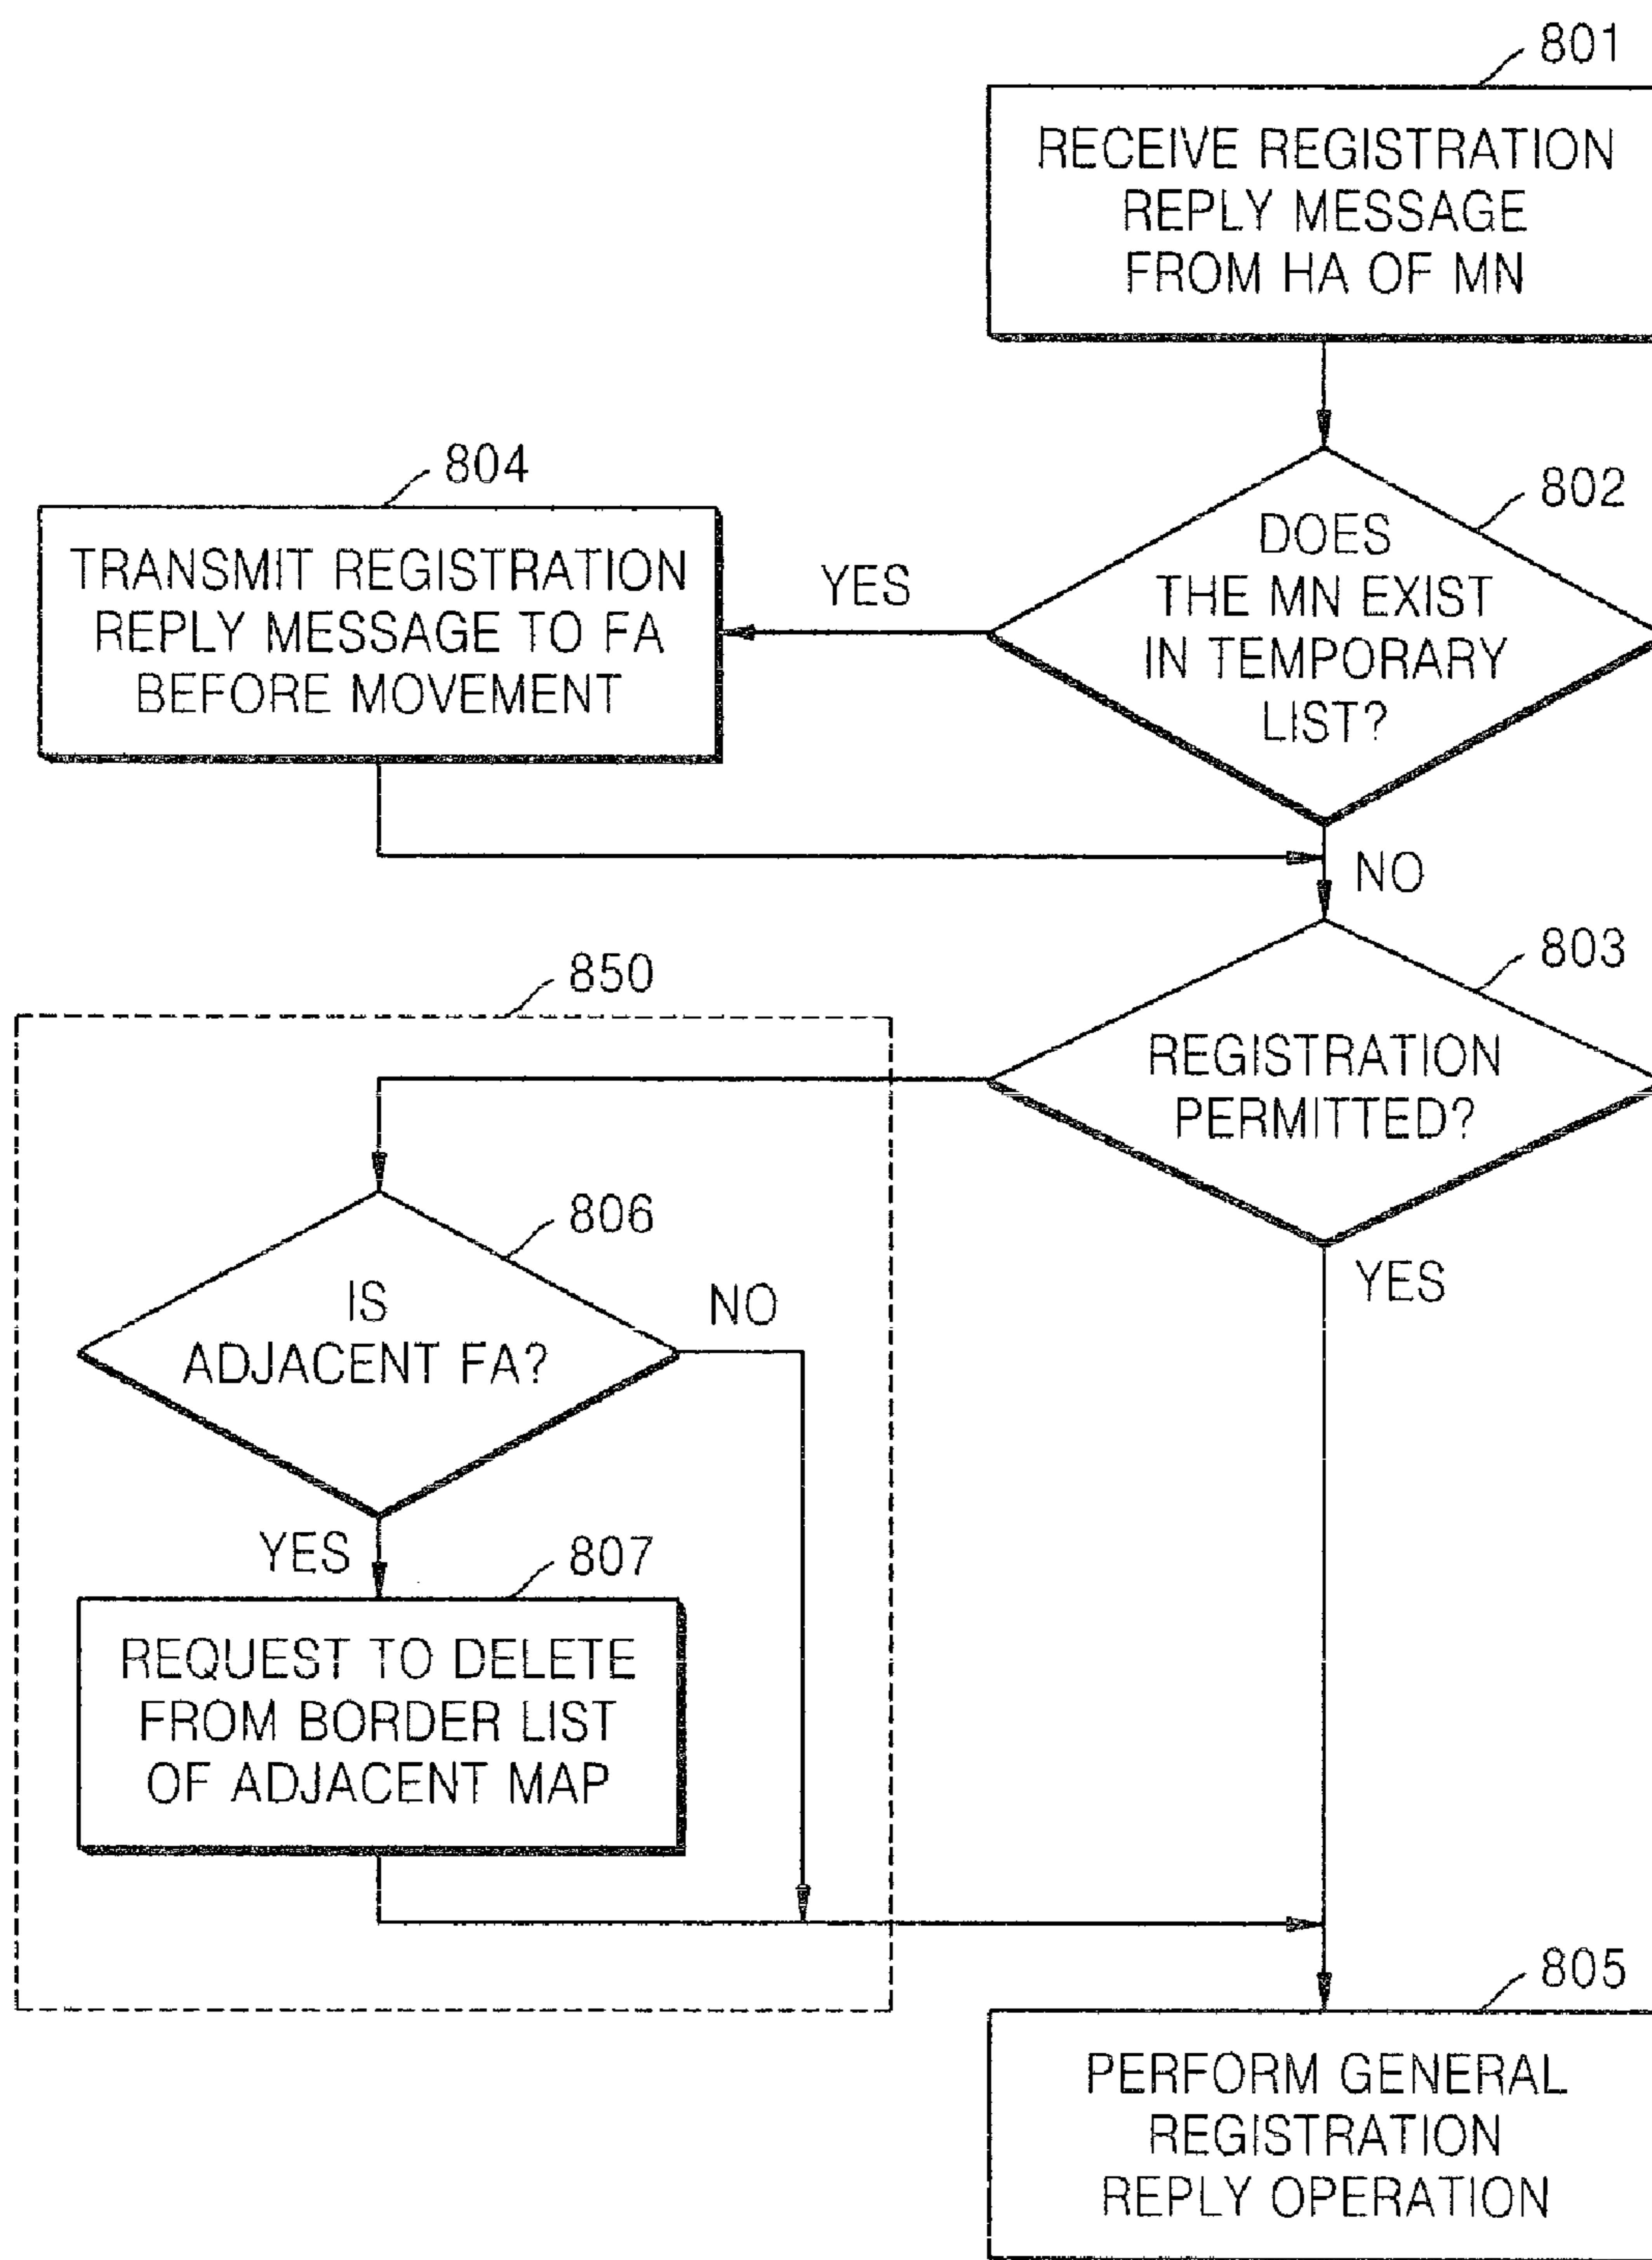 801
RECEIVE REGISTRATION
REPLY MESSAGE
FROM HA OF MN
804
TRANSMIT REGISTRATION
REPLY MESSAGE TO FA
BEFORE MOVEMENT
YES
802
DOES
THE MN EXIST
IN TEMPORARY
LIST?
NO
803
REGISTRATION
PERMITTED?
YES
850
806
IS
ADJACENT FA?
NO
YES
807
REQUEST TO DELETE
FROM BORDER LIST
OF ADJACENT MAP
805
PERFORM GENERAL
REGISTRATION
REPLY OPERATION